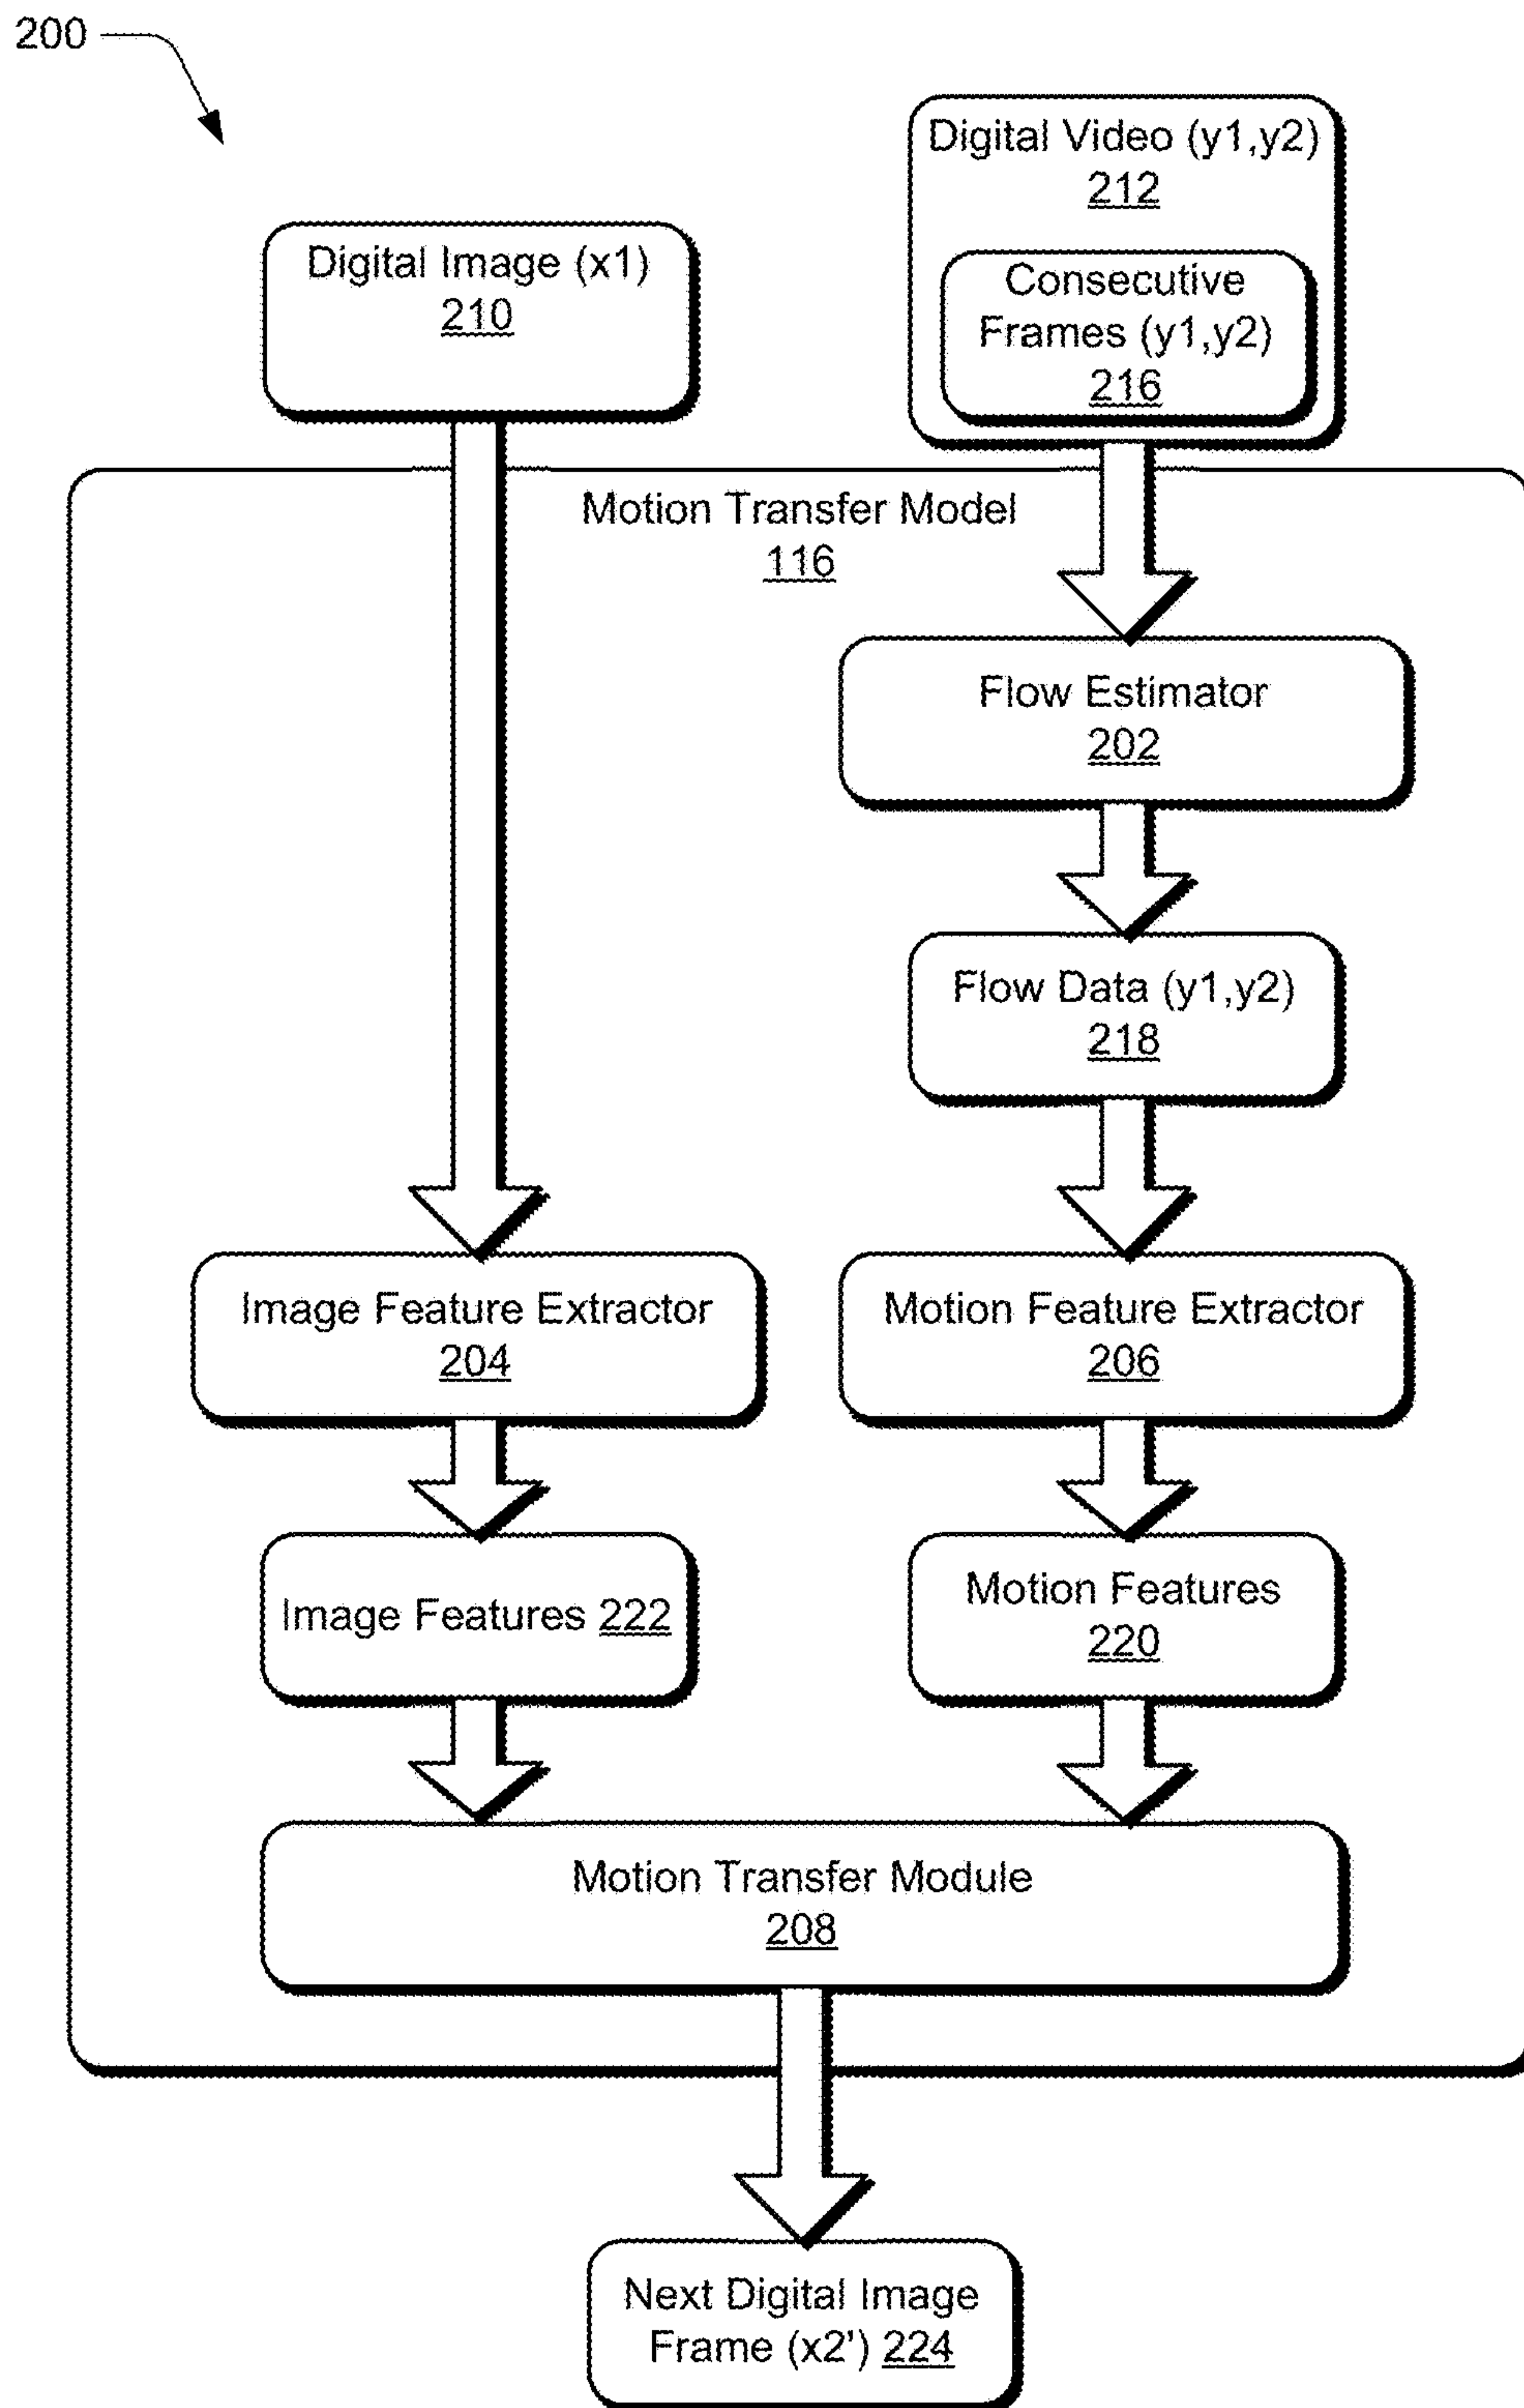 200
Digital Video (y1,y2)
212
Digital Image (x1)
210
Consecutive
Frames (y1,y2)
216
Motion Transfer Model
116
Flow Estimator
202
Flow Data (y1,y2)
218
Image Feature Extractor
204
Motion Feature Extractor
206
Image Features 222
Motion Features
220
Motion Transfer Module
208
Next Digital Image
Frame (x2’) 224